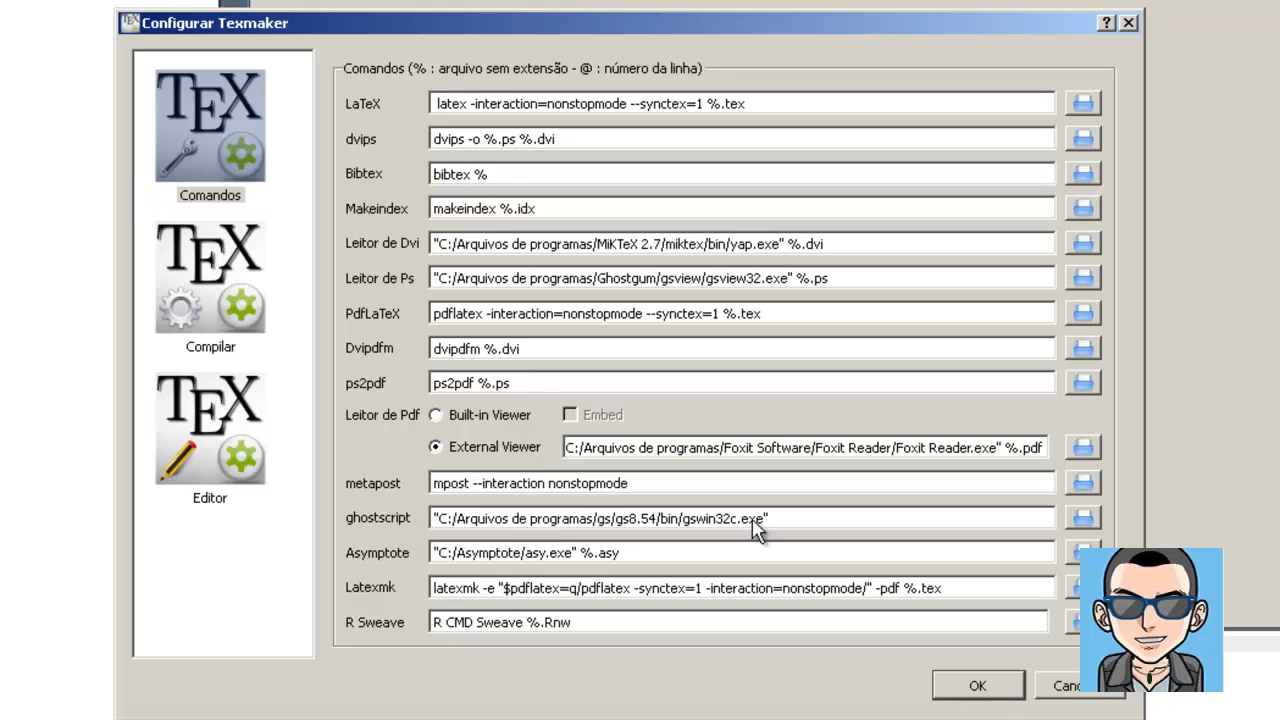 Configurar Texmaker
Comandos (% : arquivo sem extensão - @ : número da linha)
LaTeX latex -interaction=nonstopmode --synctex=1 %.tex
dvips dvips -o %.ps %.dvi
Bibtex bibtex %
Makeindex makeindex %.idx
Leitor de Dvi "C:/Arquivos de programas/MiKTeX 2.7/miktex/bin/yap.exe" %.dvi
Leitor de Ps "C:/Arquivos de programas/Ghostgum/gsview/gsview32.exe" %.ps
PdfLaTeX pdflatex -interaction=nonstopmode --synctex=1 %.tex
Dvipdfm dvipdfm %.dvi
ps2pdf ps2pdf %.ps
Leitor de Pdf Built-in Viewer Embed
External Viewer C:/Arquivos de programas/Foxit Software/Foxit Reader/Foxit Reader.exe" %.pdf
metapost mpost --interaction nonstopmode
ghostscript "C:/Arquivos de programas/gs/gs8.54/bin/gswin32c.exe"
Asymptote "C:/Asymptote/asy.exe" %.asy
Latexmk latexmk -e "$pdflatex=q/pdflatex -synctex=1 -interaction=nonstopmode/" -pdf %.tex
R Sweave R CMD Sweave %.Rnw
TEX
Comandos
TEX
Compilar
TEX
Editor
OK